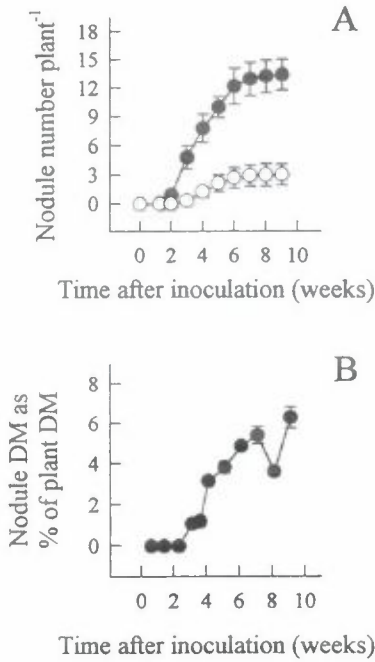 A
Nodule number plant-1
18
15
12
9
6
3
0
0 2 4 6 8 10
Time after inoculation (weeks)
B
Nodule DM as
% of plant DM
8
6
4
2
0
0 2 4 6 8 10
Time after inoculation (weeks)